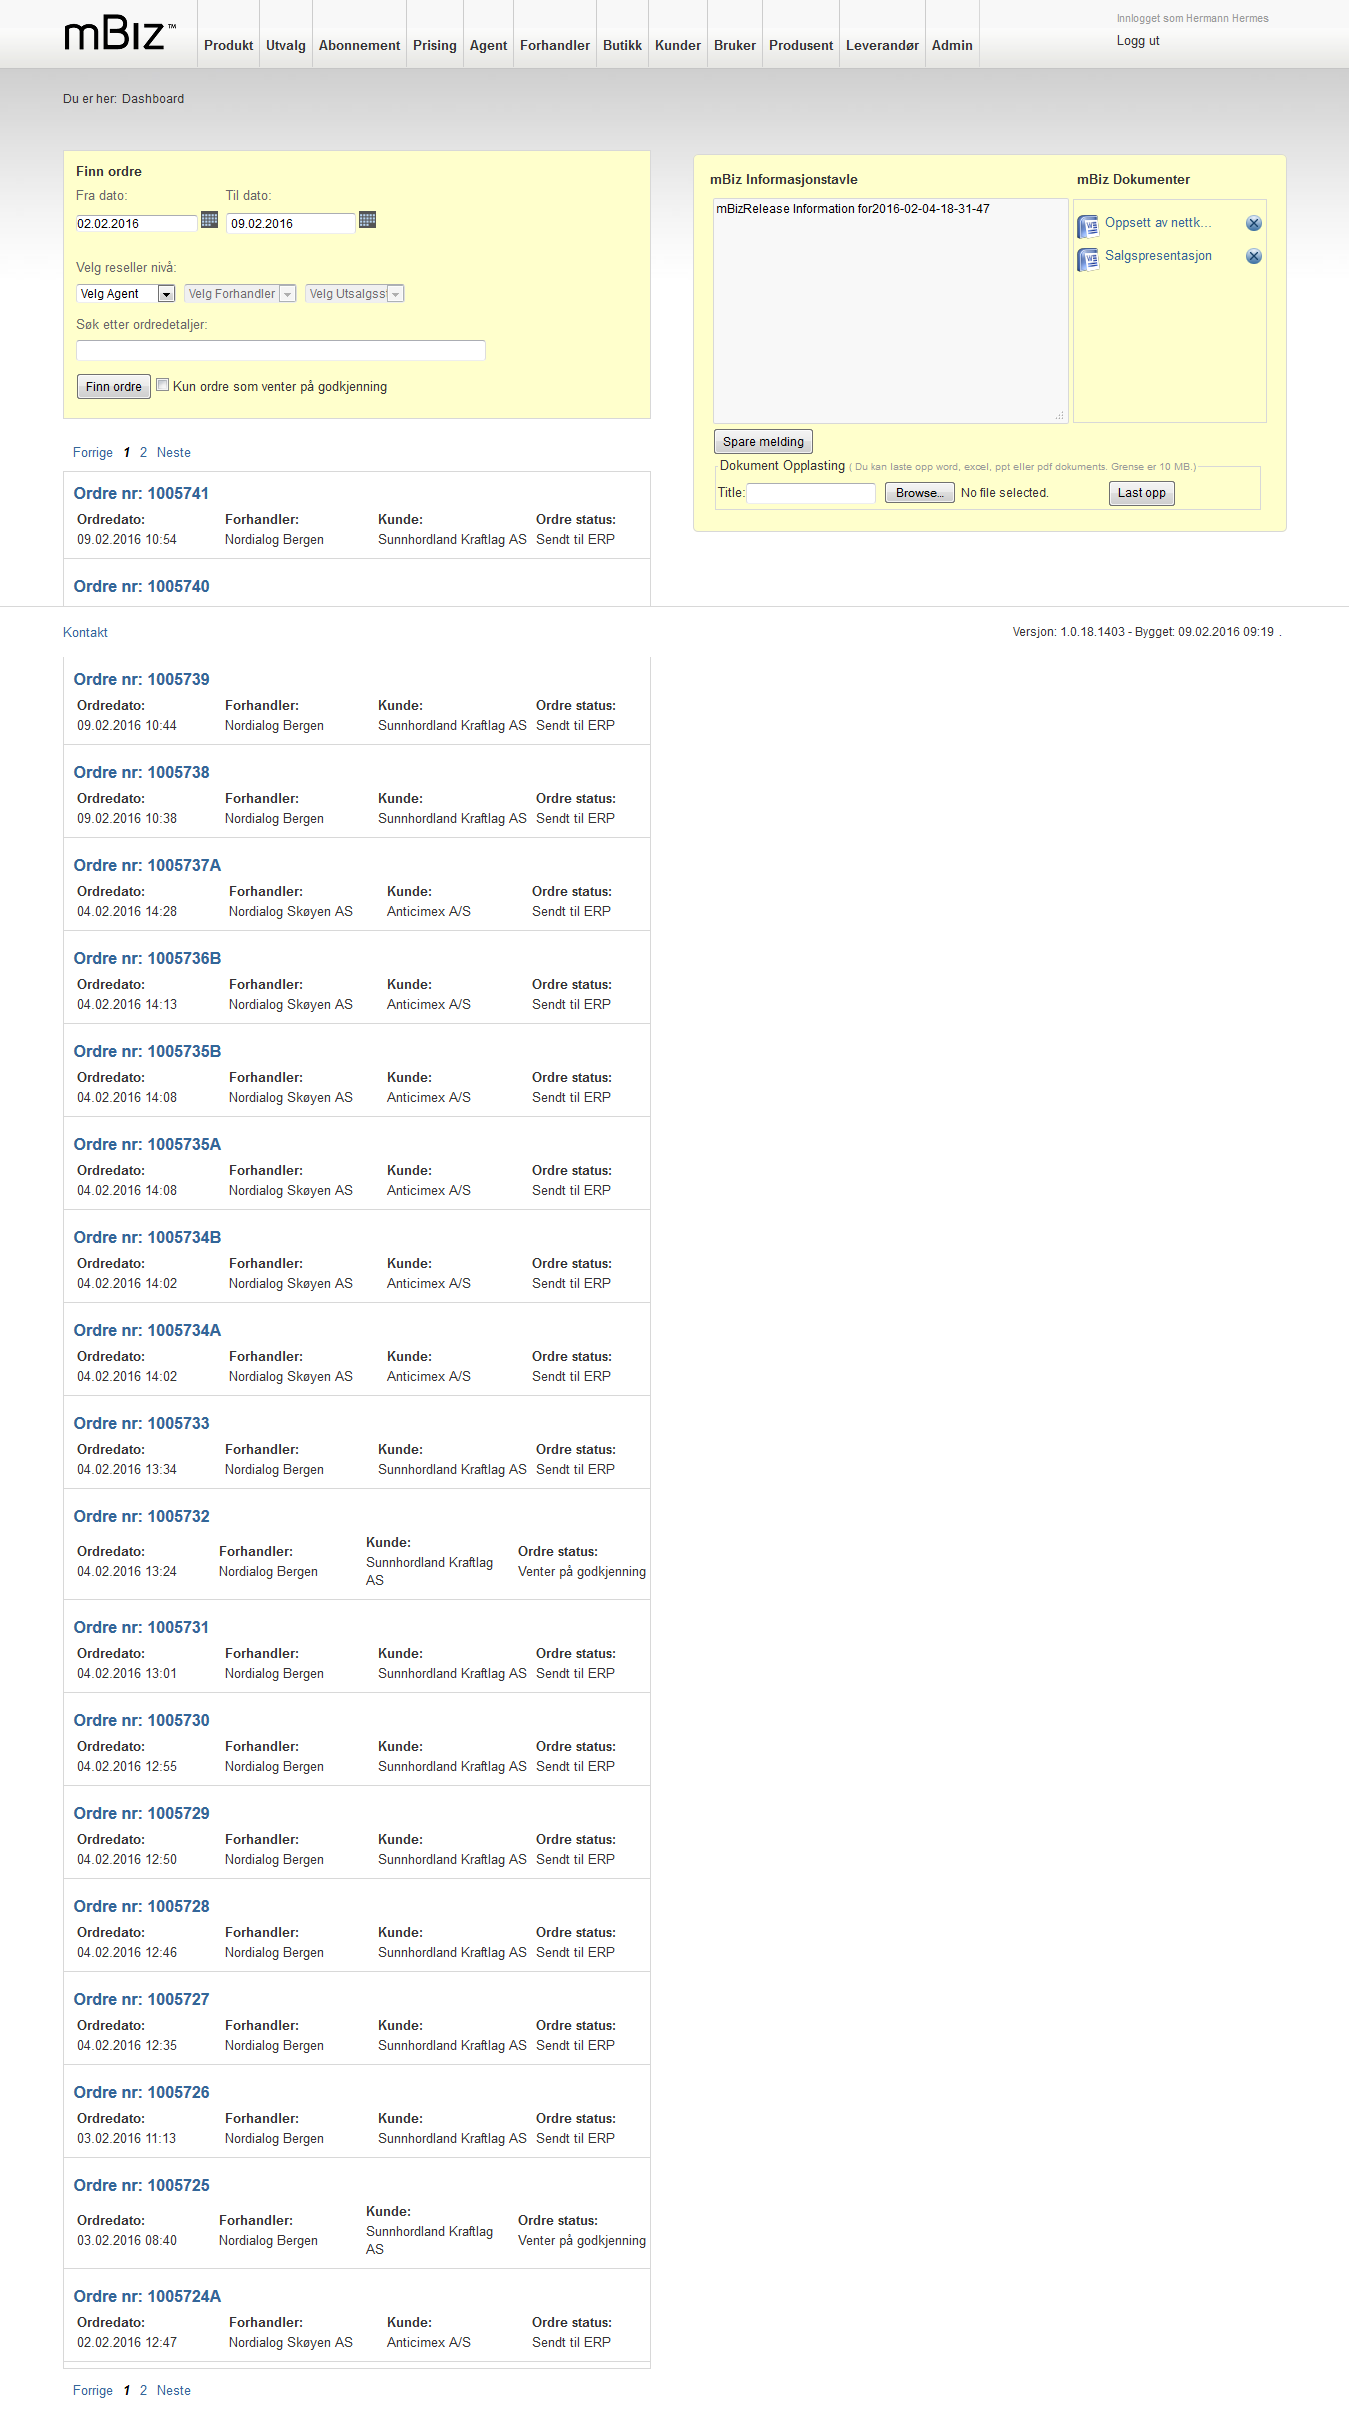 mBiz™
Produkt Utvalg Abonnement Prising Agent Forhandler Butikk Kunder Bruker Produsent Leverandør Admin
Innlogget som Hermann Hermes
Logg ut
Du er her: Dashboard
Finn ordre
Fra dato: Til dato:
02.02.2016 09.02.2016
Velg reseller nivå:
Velg Agent Velg Forhandler Velg Utsalgss
Søk etter ordredetaljer:
Finn ordre Kun ordre som venter på godkjenning
mBiz Informasjonstavle mBiz Dokumenter
mBizRelease Information for2016-02-04-18-31-47
Oppsett av nettk...
Salgspresentasjon
Spare melding
Dokument Opplasting ( Du kan laste opp word, excel, ppt eller pdf dokuments. Grense er 10 MB.)
Title: Browse... No file selected. Last opp
Forrige 1 2 Neste
Ordre nr: 1005741
Ordredato: Forhandler: Kunde: Ordre status:
09.02.2016 10:54 Nordialog Bergen Sunnhordland Kraftlag AS Sendt til ERP
Ordre nr: 1005740
Kontakt Versjon: 1.0.18.1403 - Bygget: 09.02.2016 09:19 .
Ordre nr: 1005739
Ordredato: Forhandler: Kunde: Ordre status:
09.02.2016 10:44 Nordialog Bergen Sunnhordland Kraftlag AS Sendt til ERP
Ordre nr: 1005738
Ordredato: Forhandler: Kunde: Ordre status:
09.02.2016 10:38 Nordialog Bergen Sunnhordland Kraftlag AS Sendt til ERP
Ordre nr: 1005737A
Ordredato: Forhandler: Kunde: Ordre status:
04.02.2016 14:28 Nordialog Skøyen AS Anticimex A/S Sendt til ERP
Ordre nr: 1005736B
Ordredato: Forhandler: Kunde: Ordre status:
04.02.2016 14:13 Nordialog Skøyen AS Anticimex A/S Sendt til ERP
Ordre nr: 1005735B
Ordredato: Forhandler: Kunde: Ordre status:
04.02.2016 14:08 Nordialog Skøyen AS Anticimex A/S Sendt til ERP
Ordre nr: 1005735A
Ordredato: Forhandler: Kunde: Ordre status:
04.02.2016 14:08 Nordialog Skøyen AS Anticimex A/S Sendt til ERP
Ordre nr: 1005734B
Ordredato: Forhandler: Kunde: Ordre status:
04.02.2016 14:02 Nordialog Skøyen AS Anticimex A/S Sendt til ERP
Ordre nr: 1005734A
Ordredato: Forhandler: Kunde: Ordre status:
04.02.2016 14:02 Nordialog Skøyen AS Anticimex A/S Sendt til ERP
Ordre nr: 1005733
Ordredato: Forhandler: Kunde: Ordre status:
04.02.2016 13:34 Nordialog Bergen Sunnhordland Kraftlag AS Sendt til ERP
Ordre nr: 1005732
Ordredato: Forhandler: Kunde: Ordre status:
04.02.2016 13:24 Nordialog Bergen Sunnhordland Kraftlag AS Venter på godkjenning
Ordre nr: 1005731
Ordredato: Forhandler: Kunde: Ordre status:
04.02.2016 13:01 Nordialog Bergen Sunnhordland Kraftlag AS Sendt til ERP
Ordre nr: 1005730
Ordredato: Forhandler: Kunde: Ordre status:
04.02.2016 12:55 Nordialog Bergen Sunnhordland Kraftlag AS Sendt til ERP
Ordre nr: 1005729
Ordredato: Forhandler: Kunde: Ordre status:
04.02.2016 12:50 Nordialog Bergen Sunnhordland Kraftlag AS Sendt til ERP
Ordre nr: 1005728
Ordredato: Forhandler: Kunde: Ordre status:
04.02.2016 12:46 Nordialog Bergen Sunnhordland Kraftlag AS Sendt til ERP
Ordre nr: 1005727
Ordredato: Forhandler: Kunde: Ordre status:
04.02.2016 12:35 Nordialog Bergen Sunnhordland Kraftlag AS Sendt til ERP
Ordre nr: 1005726
Ordredato: Forhandler: Kunde: Ordre status:
03.02.2016 11:13 Nordialog Bergen Sunnhordland Kraftlag AS Sendt til ERP
Ordre nr: 1005725
Ordredato: Forhandler: Kunde: Ordre status:
03.02.2016 08:40 Nordialog Bergen Sunnhordland Kraftlag AS Venter på godkjenning
Ordre nr: 1005724A
Ordredato: Forhandler: Kunde: Ordre status:
02.02.2016 12:47 Nordialog Skøyen AS Anticimex A/S Sendt til ERP
Forrige 1 2 Neste